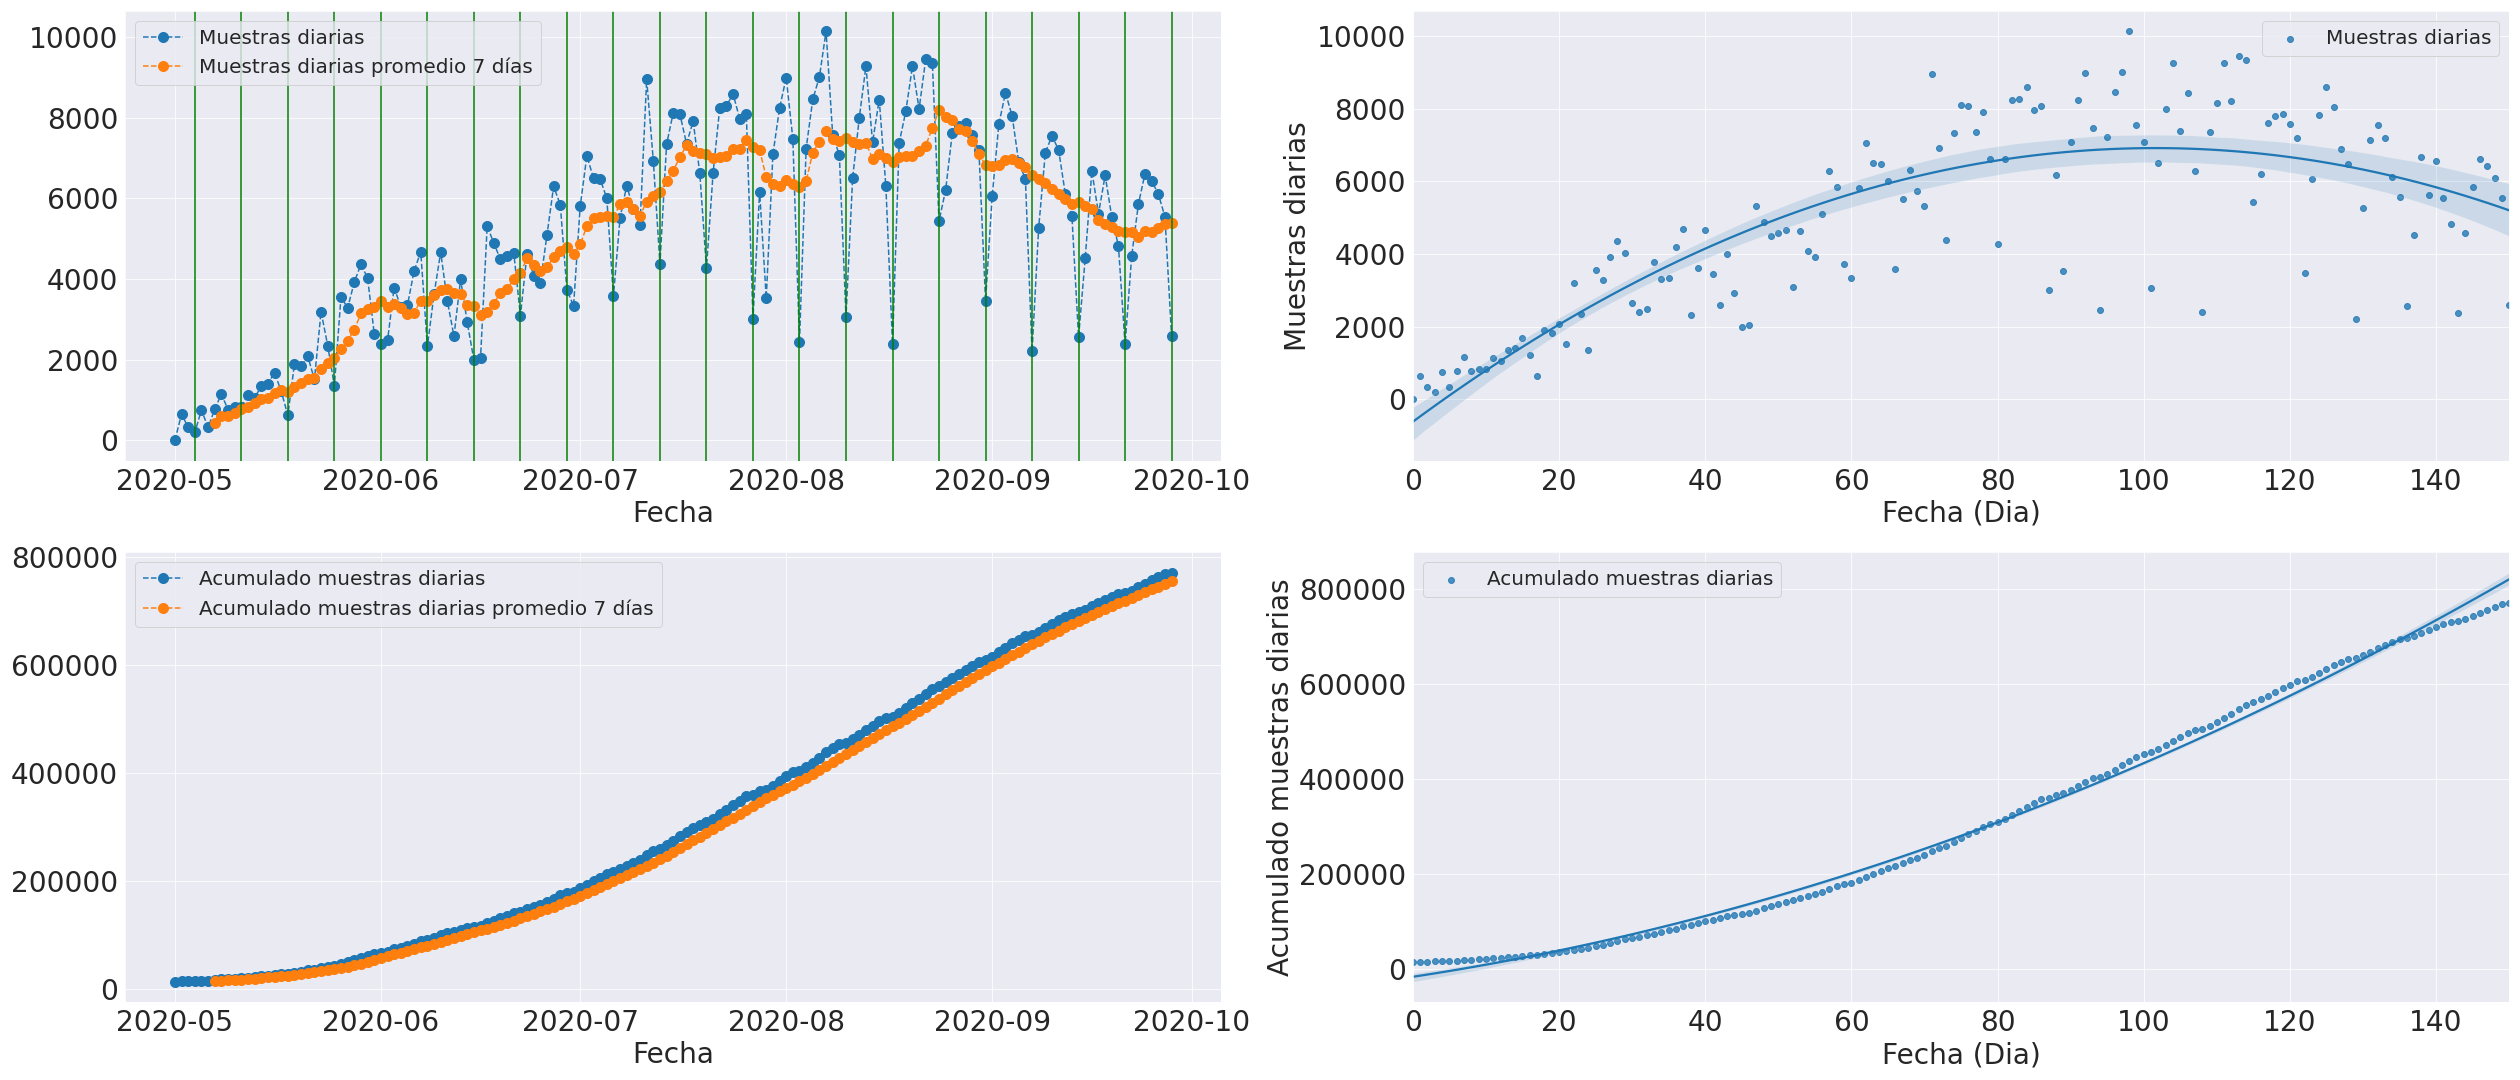 Muestras diarias
Muestras diarias promedio 7 días
10000
8000
6000
4000
2000
0
2020-05 2020-06 2020-07 2020-08 2020-09 2020-10
Fecha
Muestras diarias
Muestras diarias
10000
8000
6000
4000
2000
0
0 20 40 60 80 100 120 140
Fecha (Dia)
Acumulado muestras diarias
Acumulado muestras diarias promedio 7 días
800000
600000
400000
200000
0
2020-05 2020-06 2020-07 2020-08 2020-09 2020-10
Fecha
Acumulado muestras diarias
Acumulado muestras diarias
800000
600000
400000
200000
0
0 20 40 60 80 100 120 140
Fecha (Dia)